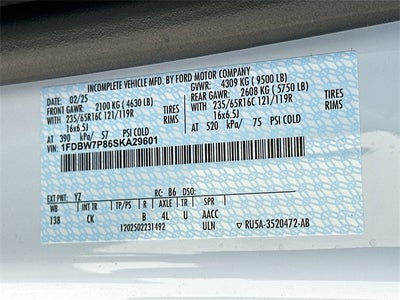 INCOMPLETE VEHICLE MFD. BY FORD MOTOR COMPANY
DATE: 02/25 GVWR: 4309 KG ( 9500 LB)
FRONT GAWR: 2100 KG ( 4630 LB) REAR GAWR: 2608 KG ( 5750 LB)
WITH 235/65R16C 121/119R TIRES WITH 235/65R16C 121/119R TIRES
16x6.5J RIMS 16x6.5J RIMS
AT 390 kPa/ 57 PSI COLD AT 520 kPa/ 75 PSI COLD
VIN: 1FDBW7P86SKA29601
EXT PNT: YZ RC: 86 DSO:
WB INT TR TP/PS R AXLE TR SPR
138 CK B 4L U AACC
1202502231492 ULN ▽ RU5A-3520472-AB